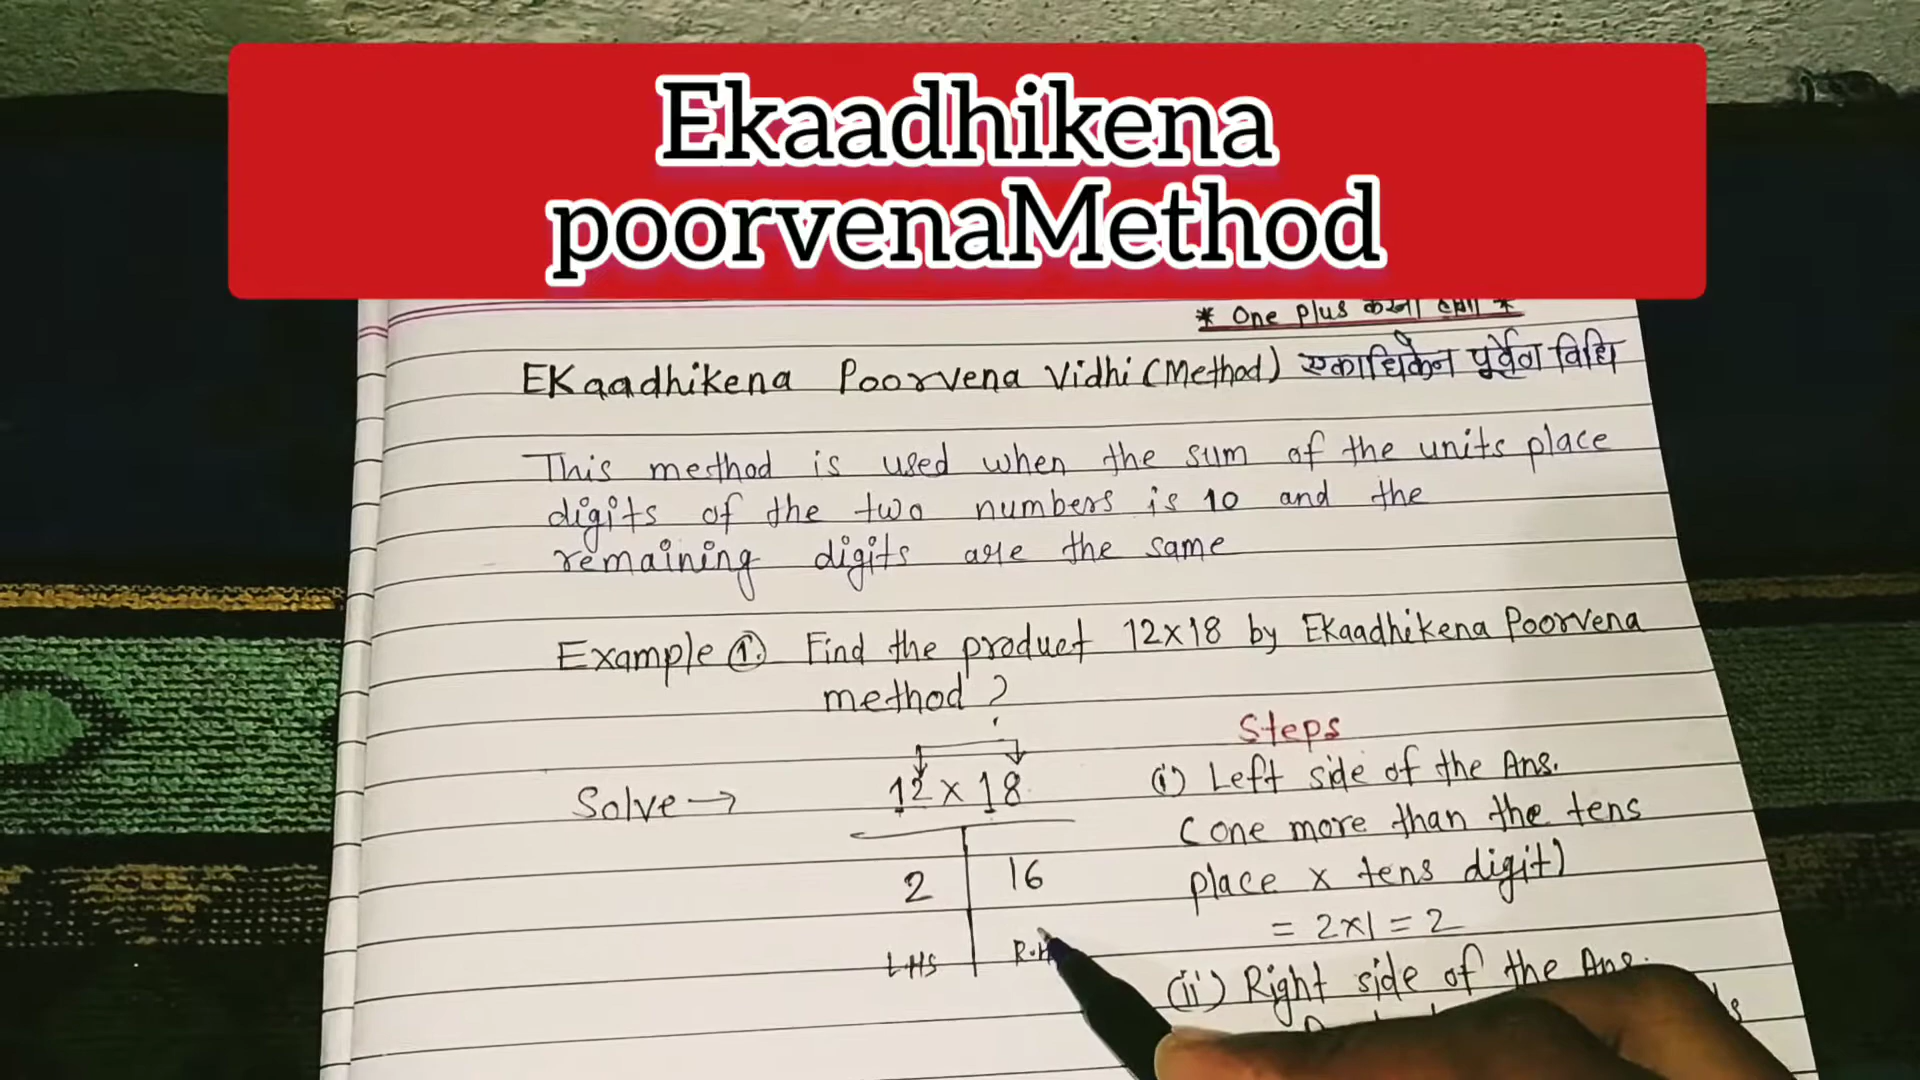 Ekaadhikena
poorvenaMethod
* One plus करना होगा *
EKaadhikena Poorvena Vidhi (Method) एकाधिकेन पूर्वेण विधि
This method is used when the sum of the units place
digits of the two numbers is 10 and the
remaining digits are the same
Example ①. Find the product 12x18 by EKaadhikena Poorvena
method?
Solve → 12 x 18
2 | 16
LHS R.H
Steps
(i) Left side of the Ans.
(one more than the tens
place x tens digit)
= 2x1 = 2
(ii) Right side of the Ans.